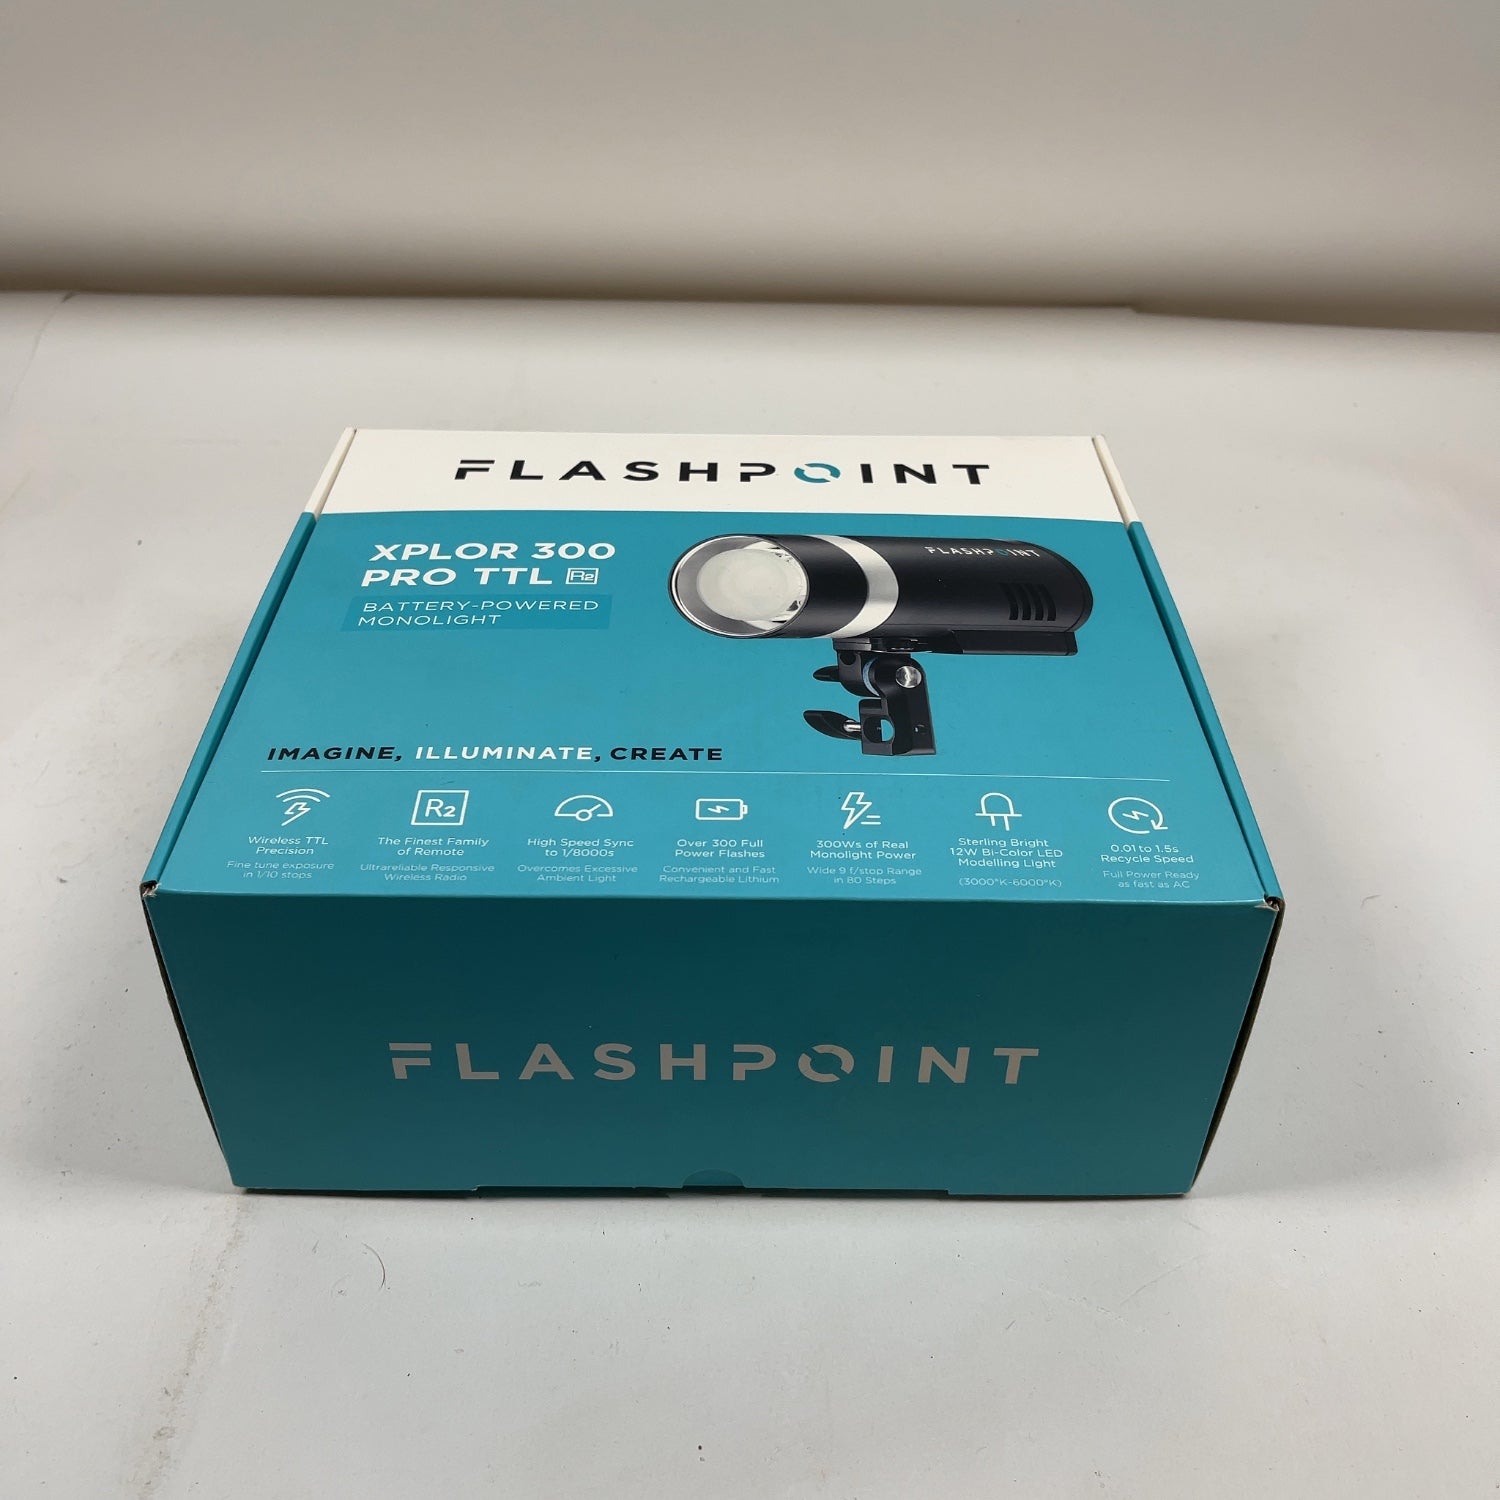 FLASHPOINT
XPLOR 300
PRO TTL R2
BATTERY-POWERED
MONOLIGHT
FLASHPOINT
IMAGINE, ILLUMINATE, CREATE
Wireless TTL
Precision
Fine tune exposure
in 1/10 stops
R2
The Finest Family
of Remote
Ultrareliable Responsive
Wireless Radio
High Speed Sync
to 1/8000s
Overcomes Excessive
Ambient Light
Over 300 Full
Power Flashes
Convenient and Fast
Rechargeable Lithium
300Ws of Real
Monolight Power
Wide 9 f/stop Range
in 80 Steps
Sterling Bright
12W Bi-Color LED
Modelling Light
(3000°K-6000°K)
0.01 to 1.5s
Recycle Speed
Full Power Ready
as fast as AC
FLASHPOINT